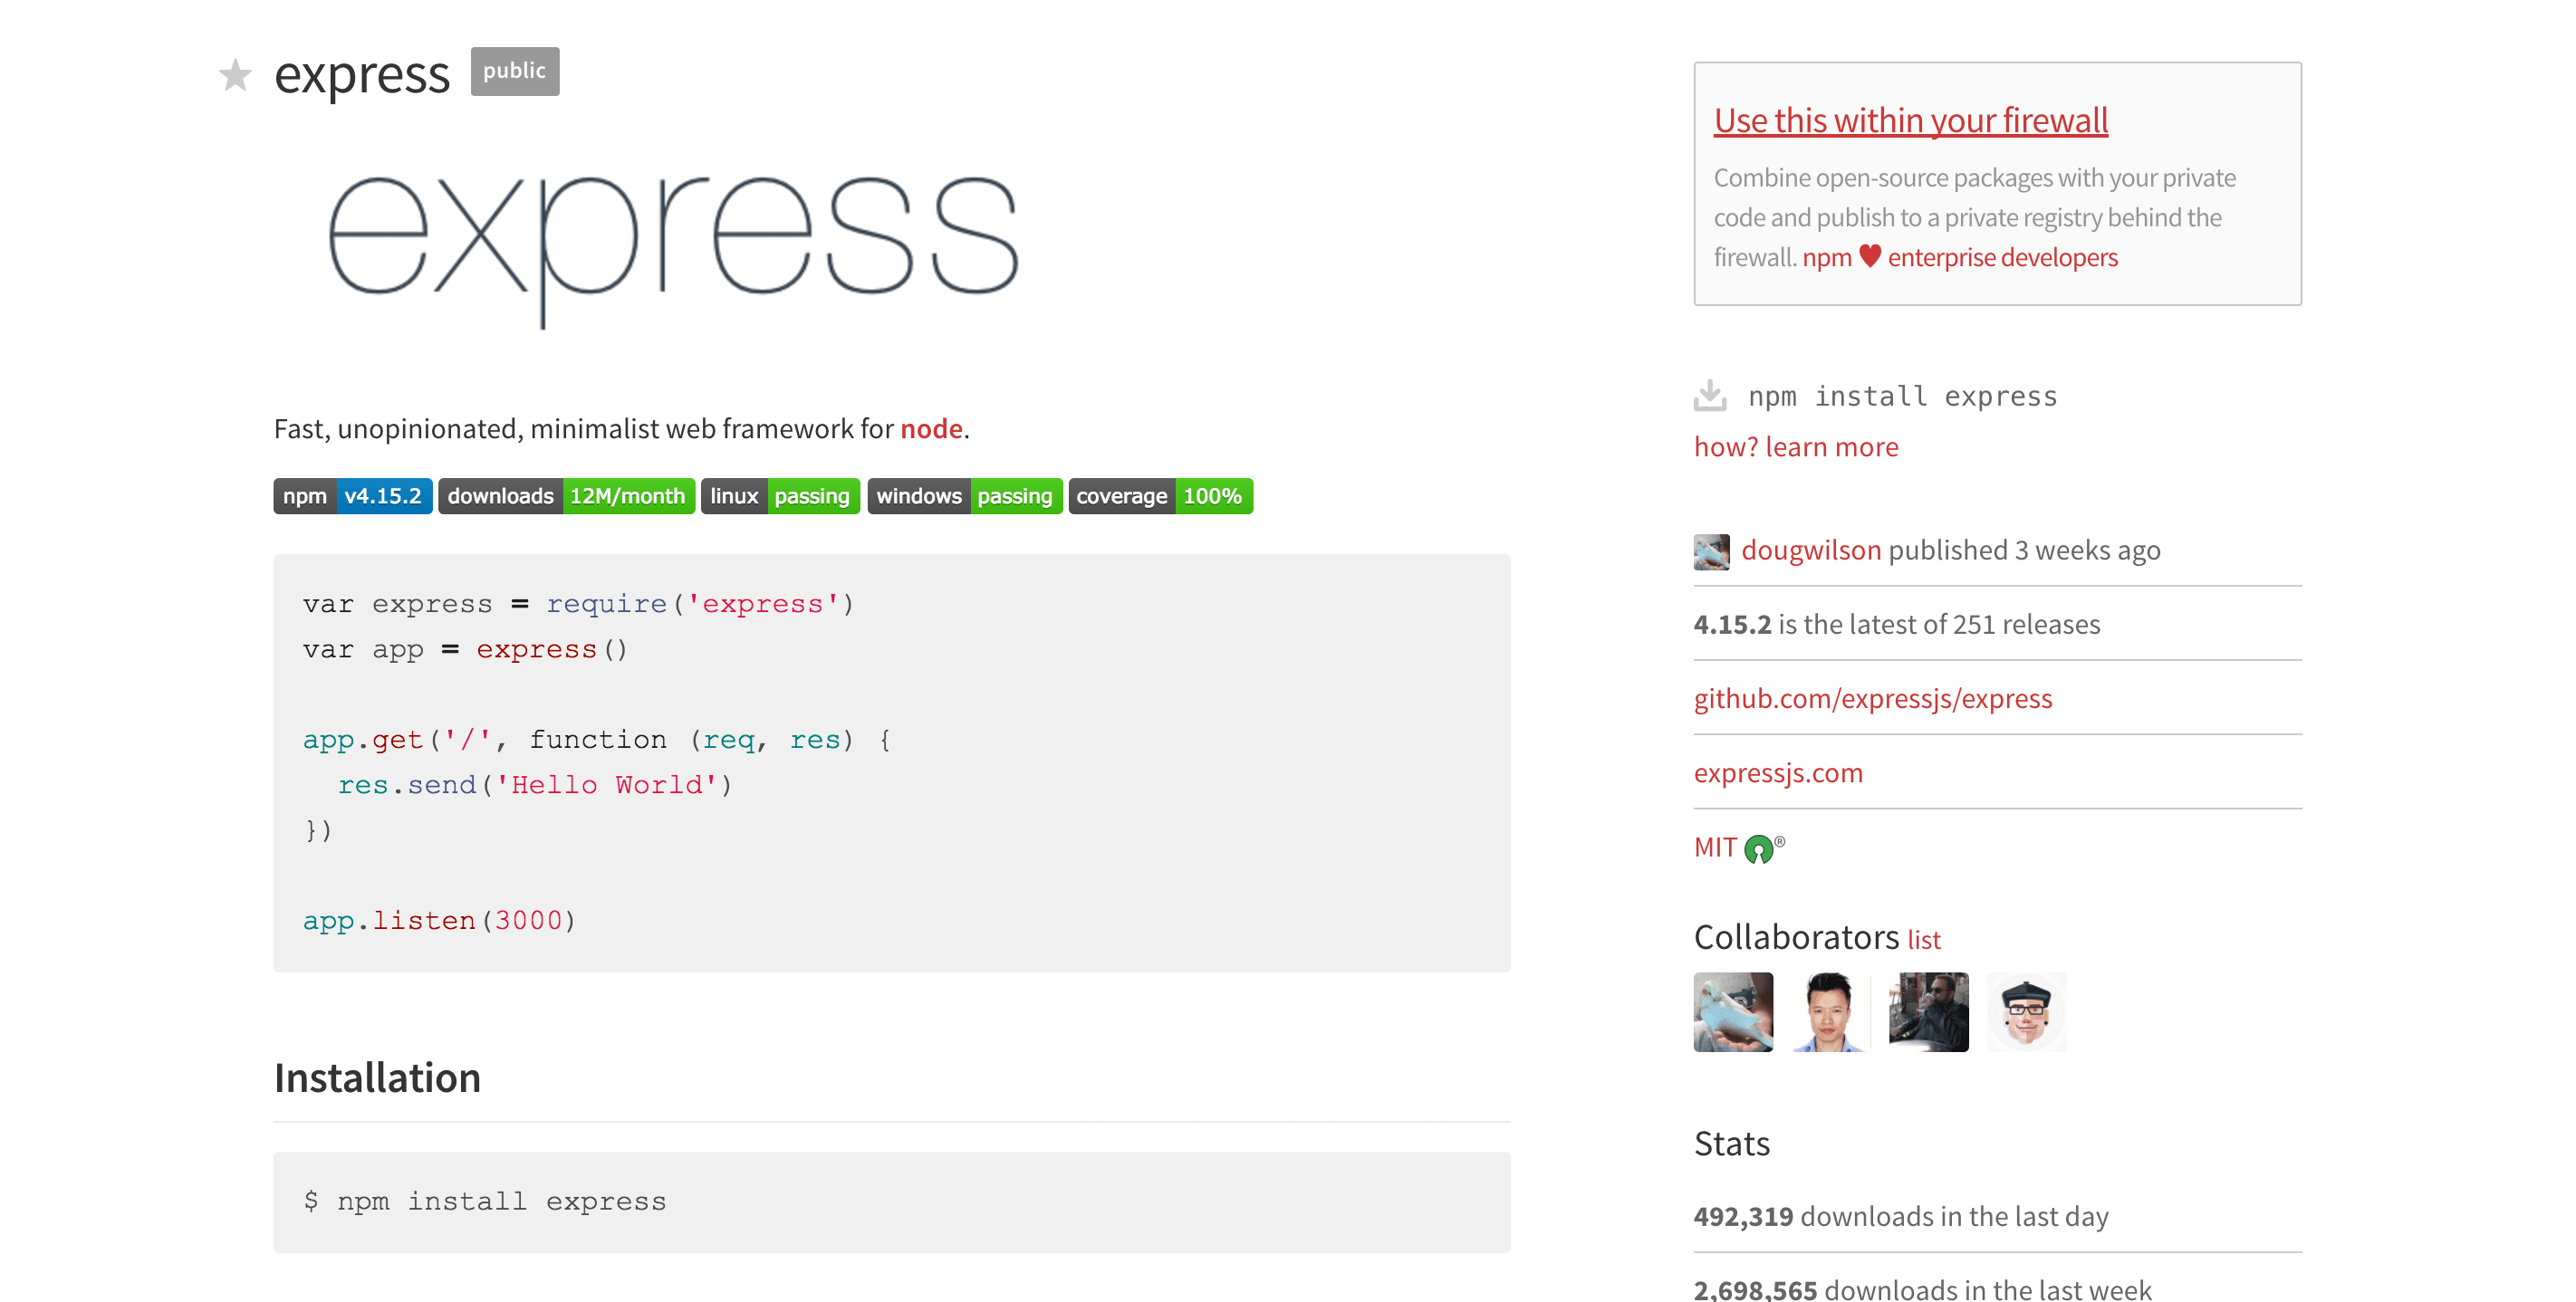 express public
express
Fast, unopinionated, minimalist web framework for node.
npm v4.15.2 downloads 12M/month linux passing windows passing coverage 100%
var express = require('express')
var app = express()
app.get('/', function (req, res) {
  res.send('Hello World')
})
app.listen(3000)
Installation
$ npm install express
Use this within your firewall
Combine open-source packages with your private
code and publish to a private registry behind the
firewall. npm ♥ enterprise developers
npm install express
how? learn more
dougwilson published 3 weeks ago
4.15.2 is the latest of 251 releases
github.com/expressjs/express
expressjs.com
MIT ®
Collaborators list
Stats
492,319 downloads in the last day
2,698,565 downloads in the last week